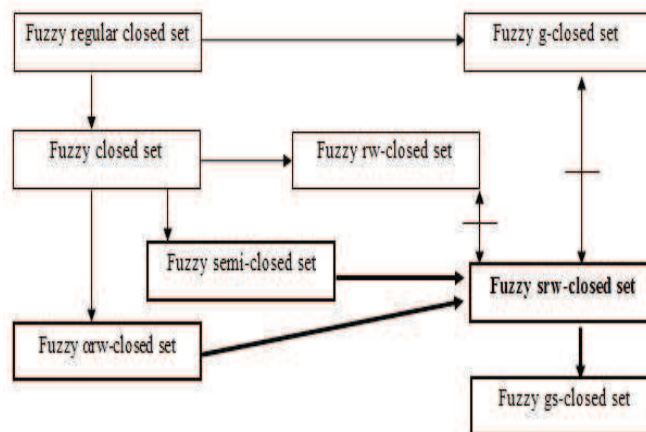 Fuzzy regular closed set
Fuzzy g-closed set
Fuzzy closed set
Fuzzy rw-closed set
Fuzzy semi-closed set
Fuzzy srw-closed set
Fuzzy αrw-closed set
Fuzzy gs-closed set